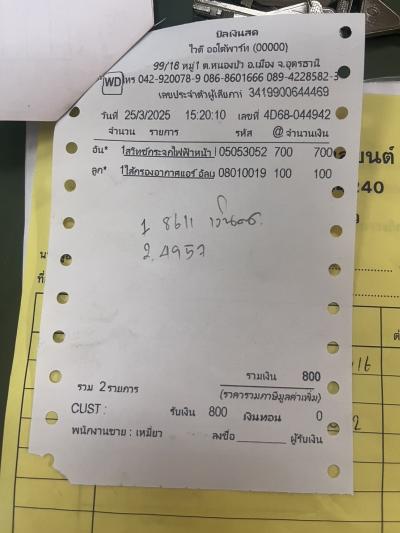 บิลเงินสด
ไวดี ออโต้พาร์ท (00000)
99/18 หมู่1 ต.หนองบัว อ.เมือง จ.อุดรธานี
WD โทร 042-920078-9 086-8601666 089-4228582-3
เลขประจำตัวผู้เสียภาษี 3419900644469
วันที่ 25/3/2025 15:20:10 เลขที่ 4D68-044942
จำนวน รายการ รหัส @ จำนวนเงิน
อัน* 1สวิทซ์กระจกไฟฟ้าหน้า 05053052 700 700
ลูก* 1ไส้กรองอากาศแอร์ 08010019 100 100
1 8611
2. 4957
รวมเงิน 800
รวม 2รายการ (ราคารวมภาษีมูลค่าเพิ่ม)
CUST : รับเงิน 800 เงินทอน 0
พนักงานขาย : เหมียว ลงชื่อ ผู้รับเงิน
ยนต์
240